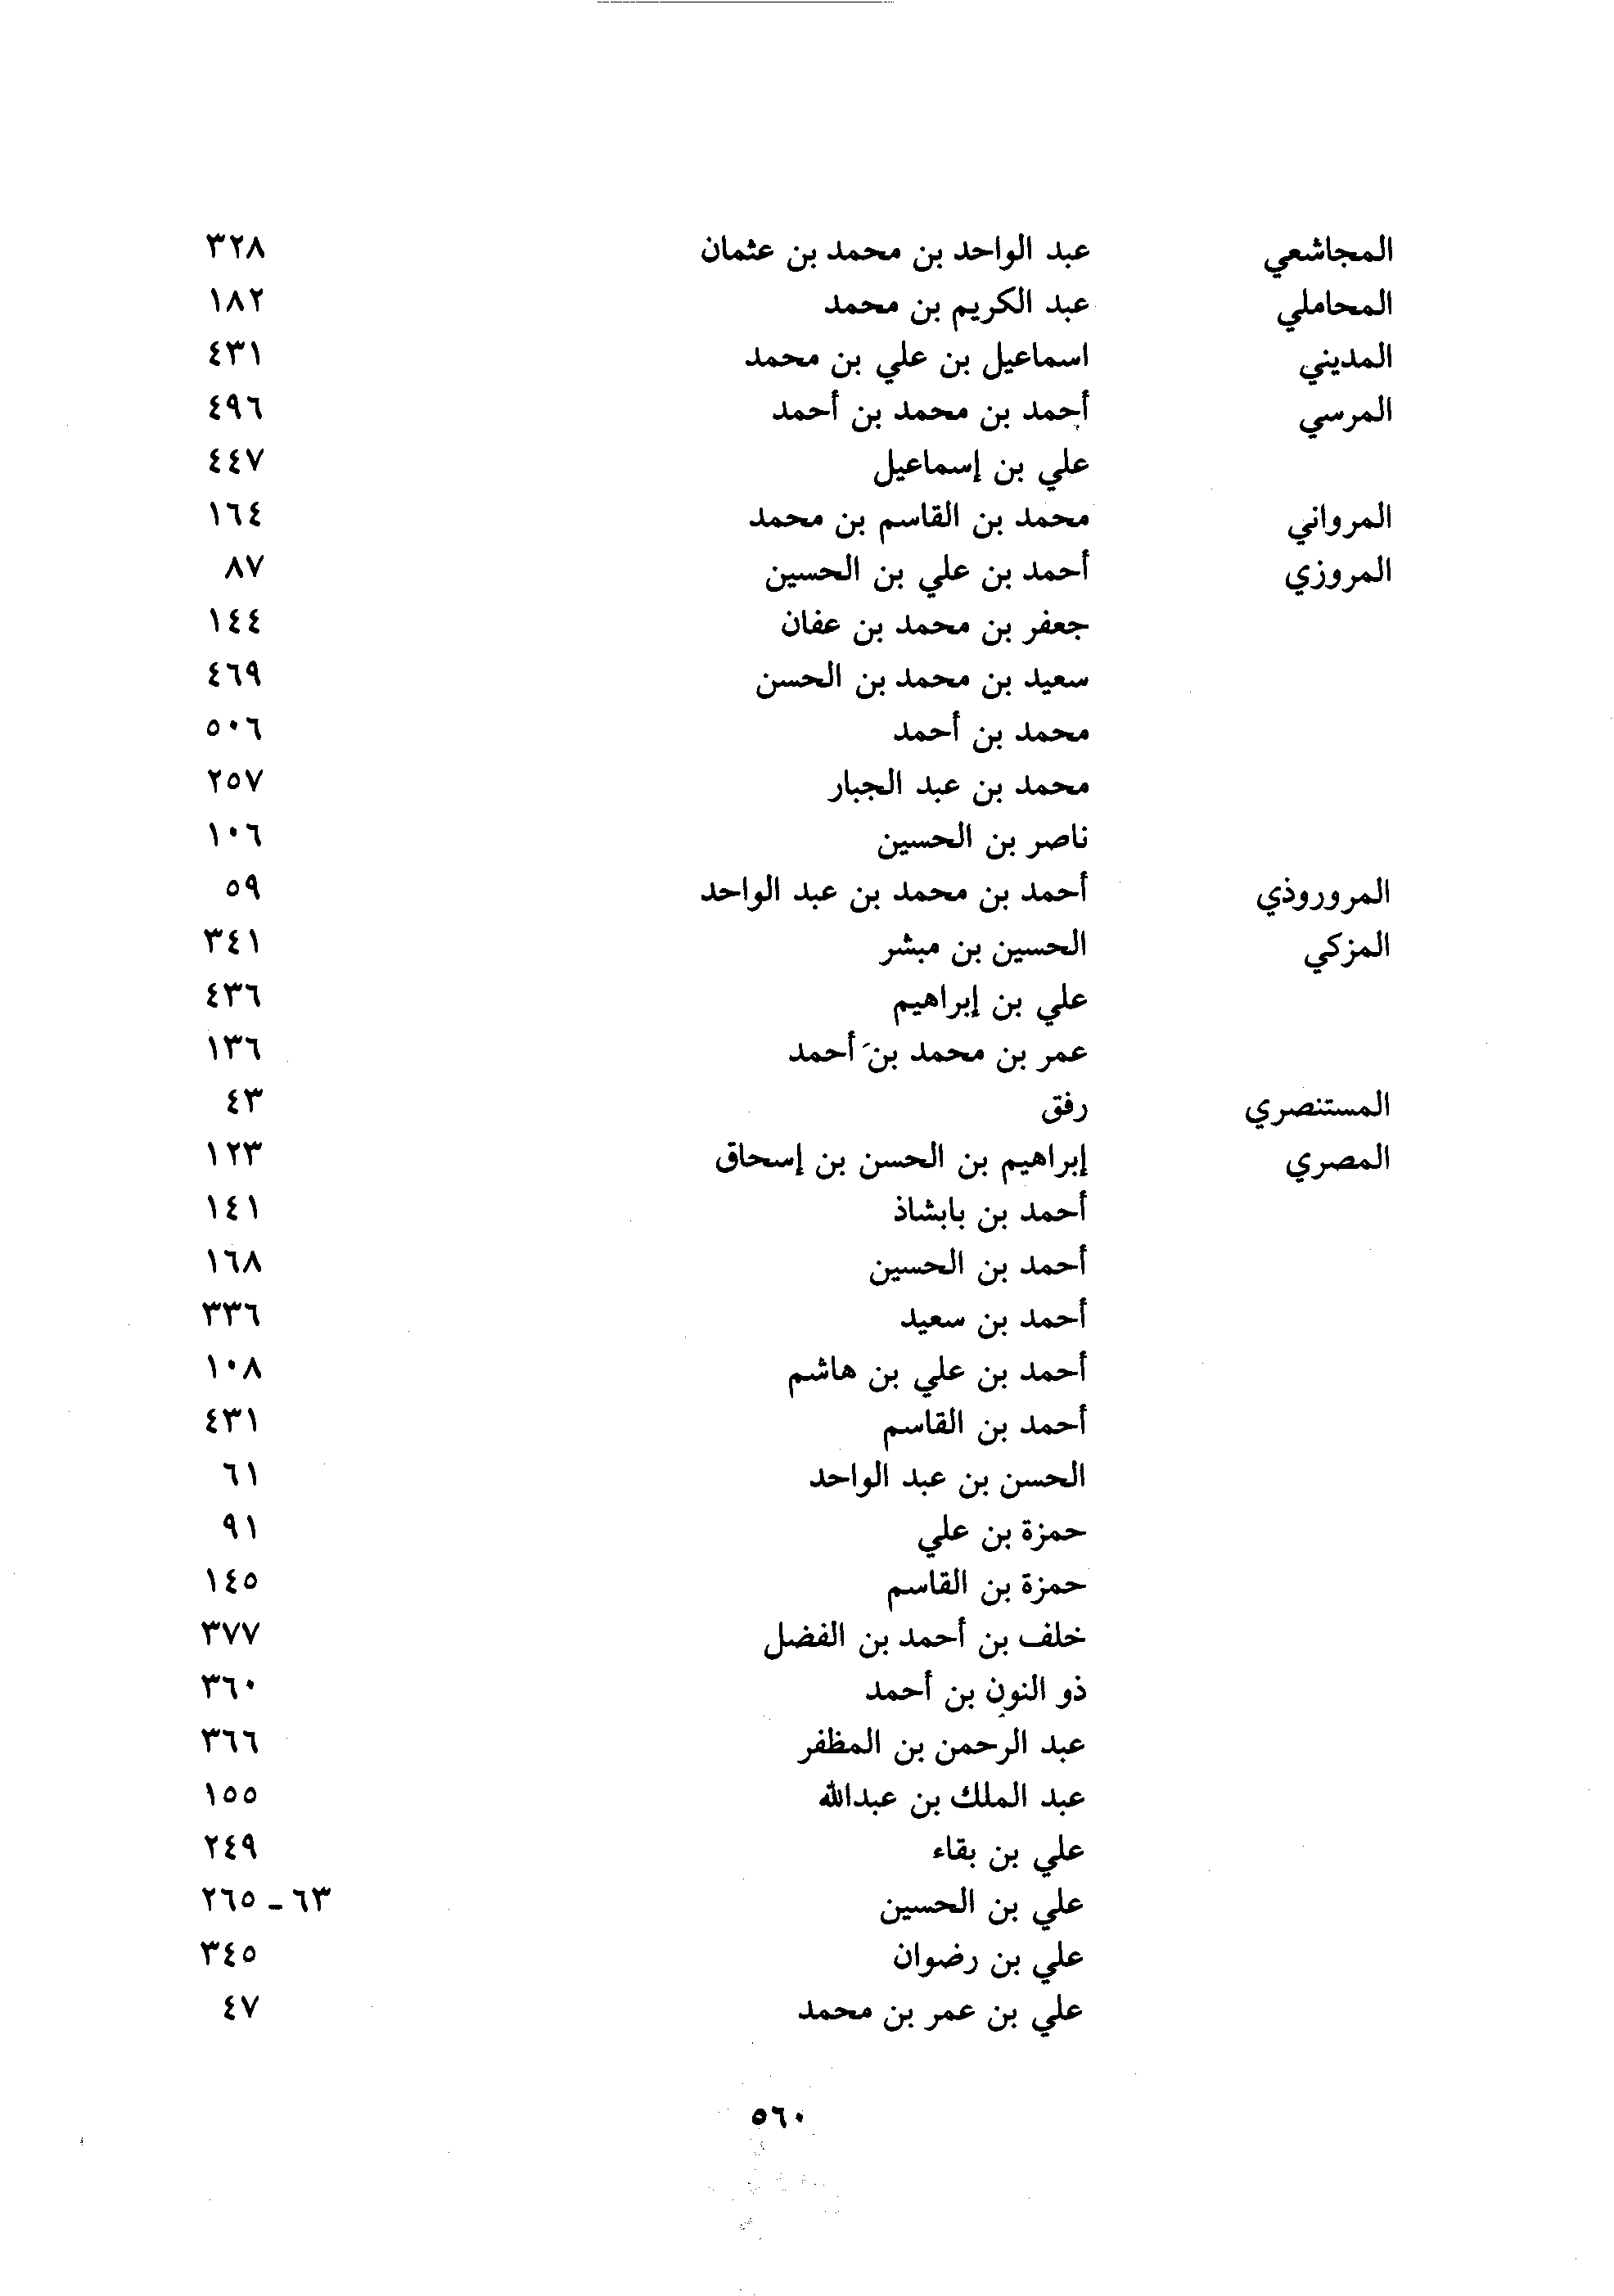 المجاشعي عبد الواحد بن محمد بن عثمان ٣٢٨
المحاملي عبد الكريم بن محمد ١٨٢
المديني اسماعيل بن علي بن محمد ٤٣١
المرسي أحمد بن محمد بن أحمد ٤٩٦
علي بن إسماعيل ٤٤٧
المرواني محمد بن القاسم بن محمد ١٦٤
المروزي أحمد بن علي بن الحسين ٨٧
جعفر بن محمد بن عفان ١٤٤
سعيد بن محمد بن الحسن ٤٦٩
محمد بن أحمد ٥٠٦
محمد بن عبد الجبار ٢٥٧
ناصر بن الحسين ١٠٦
المروروذي أحمد بن محمد بن عبد الواحد ٥٩
المزكي الحسين بن مبشر ٣٤١
علي بن إبراهيم ٤٣٦
عمر بن محمد بن أحمد ١٣٦
المستنصري رفق ٤٣
المصري إبراهيم بن الحسن بن إسحاق ١٢٣
أحمد بن بابشاذ ١٤١
أحمد بن الحسين ١٦٨
أحمد بن سعيد ٣٣٦
أحمد بن علي بن هاشم ١٠٨
أحمد بن القاسم ٤٣١
الحسن بن عبد الواحد ٦١
حمزة بن علي ٩١
حمزة بن القاسم ١٤٥
خلف بن أحمد بن الفضل ٣٧٧
ذو النون بن أحمد ٣٦٠
عبد الرحمن بن المظفر ٣٦٦
عبد الملك بن عبدالله ١٥٥
علي بن بقاء ٢٤٩
علي بن الحسين ٦٣ - ٢٦٥
علي بن رضوان ٣٤٥
علي بن عمر بن محمد ٤٧
٥٦٠